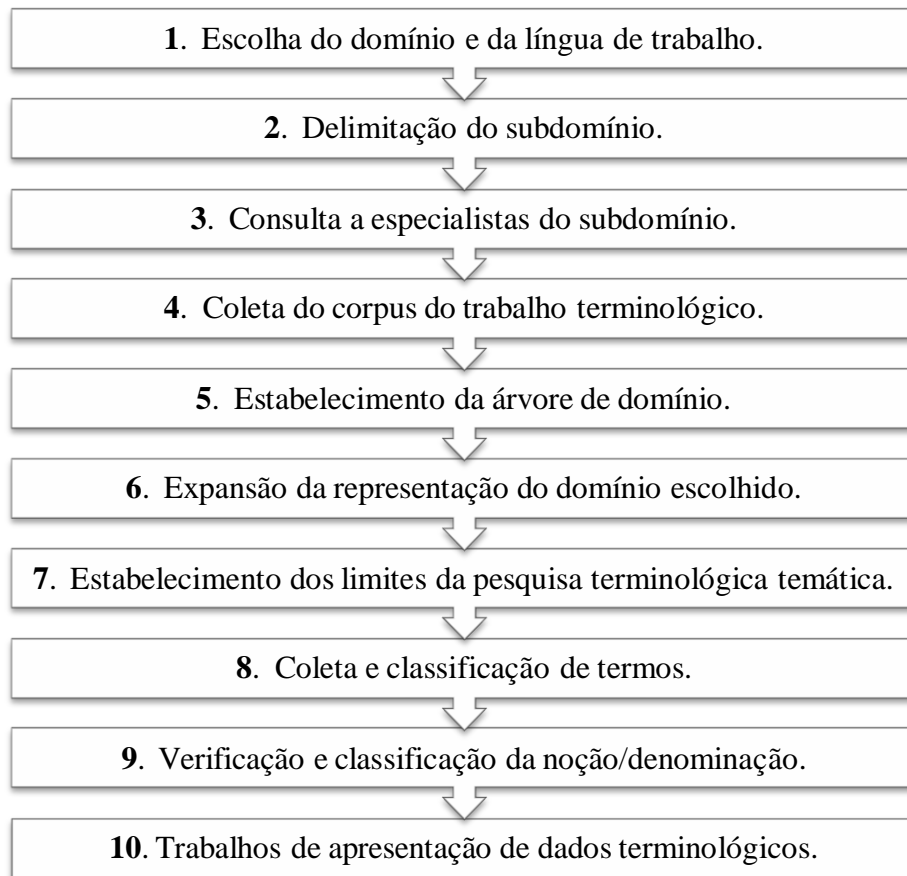 1. Escolha do domínio e da língua de trabalho.
2. Delimitação do subdomínio.
3. Consulta a especialistas do subdomínio.
4. Coleta do corpus do trabalho terminológico.
5. Estabelecimento da árvore de domínio.
6. Expansão da representação do domínio escolhido.
7. Estabelecimento dos limites da pesquisa terminológica temática.
8. Coleta e classificação de termos.
9. Verificação e classificação da noção/denominação.
10. Trabalhos de apresentação de dados terminológicos.